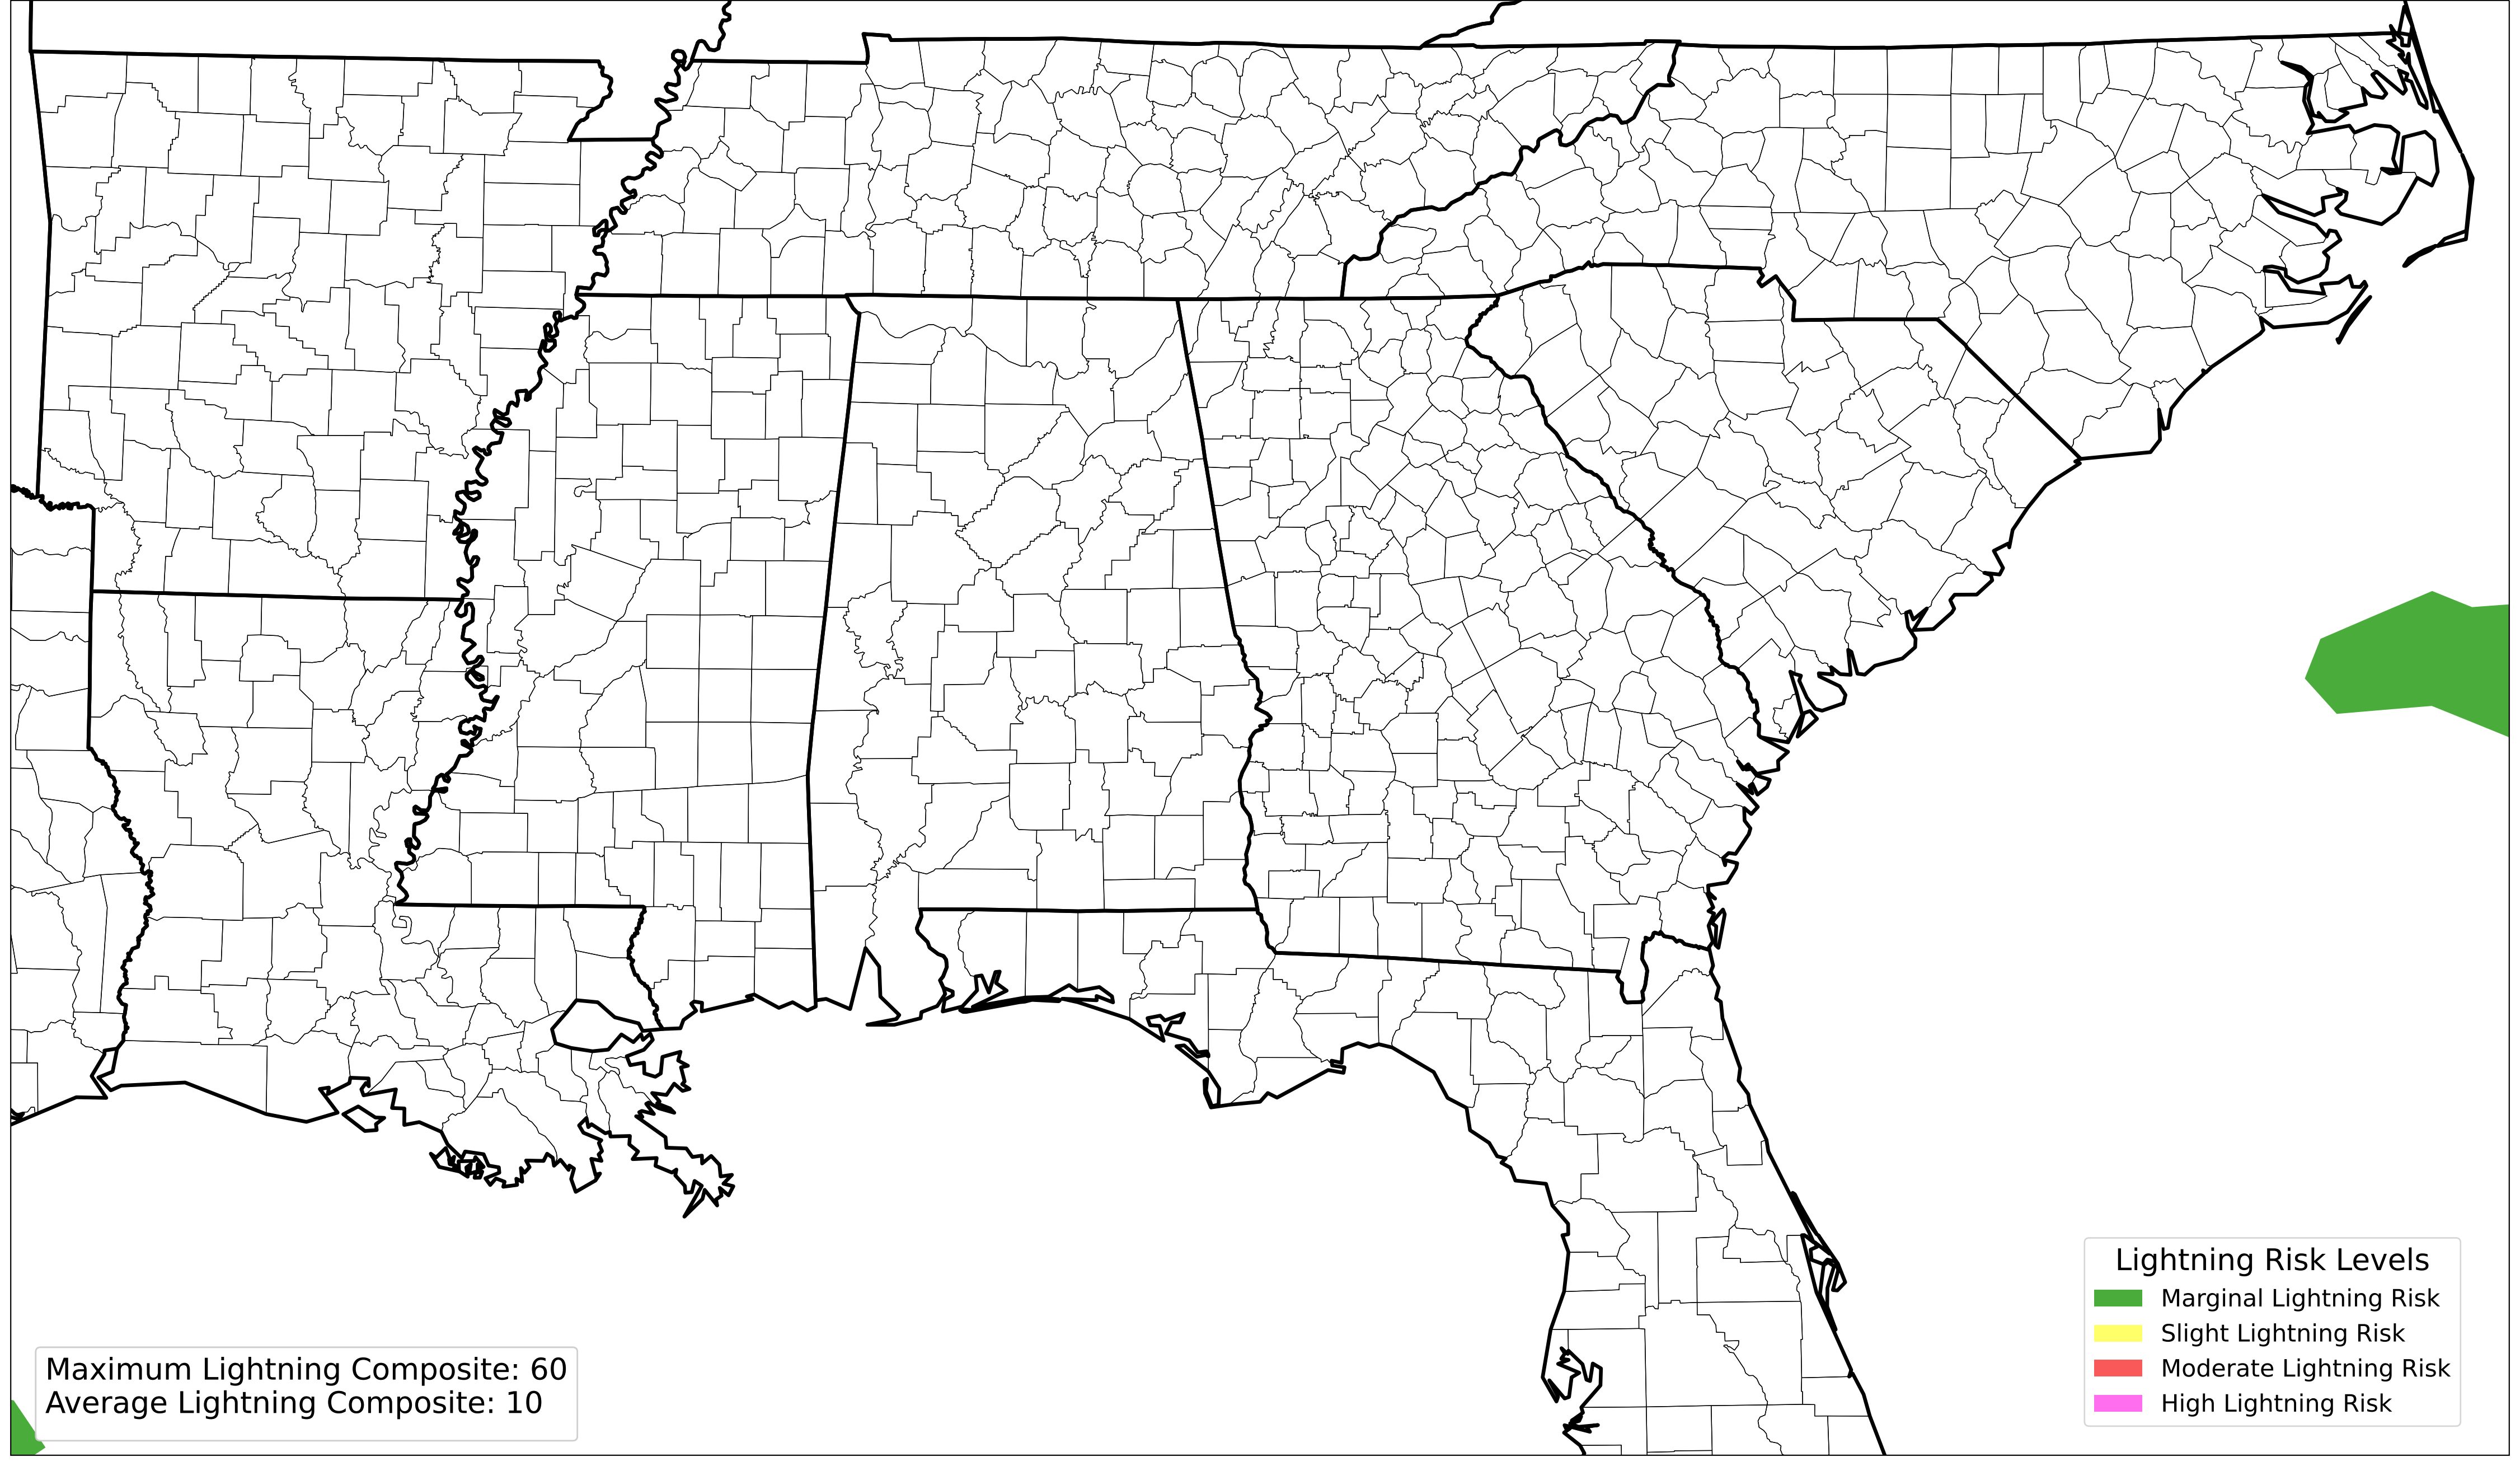 Lightning Risk Levels
Marginal Lightning Risk
Slight Lightning Risk
Moderate Lightning Risk
High Lightning Risk
Maximum Lightning Composite: 60
Average Lightning Composite: 10